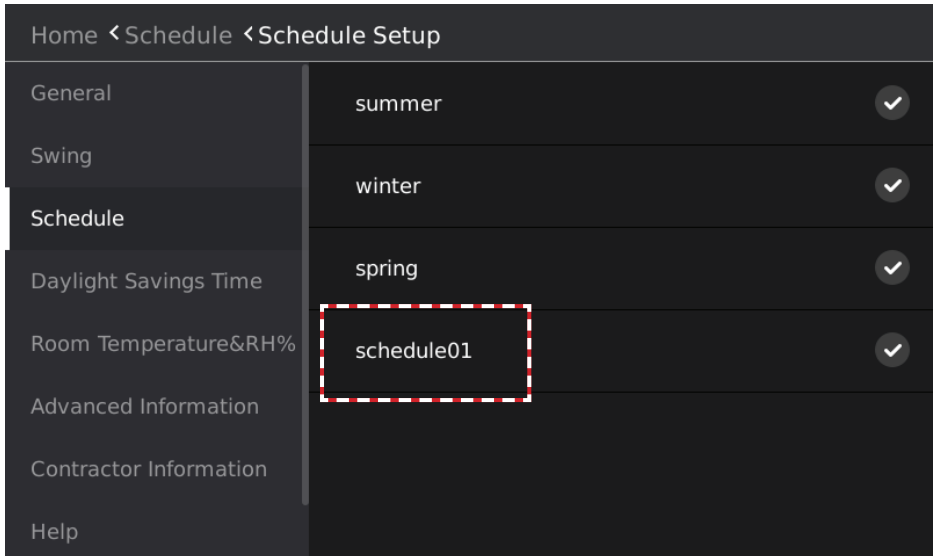 Home < Schedule < Schedule Setup
General
Swing
Schedule
Daylight Savings Time
Room Temperature&RH%
Advanced Information
Contractor Information
Help
summer
winter
spring
schedule01